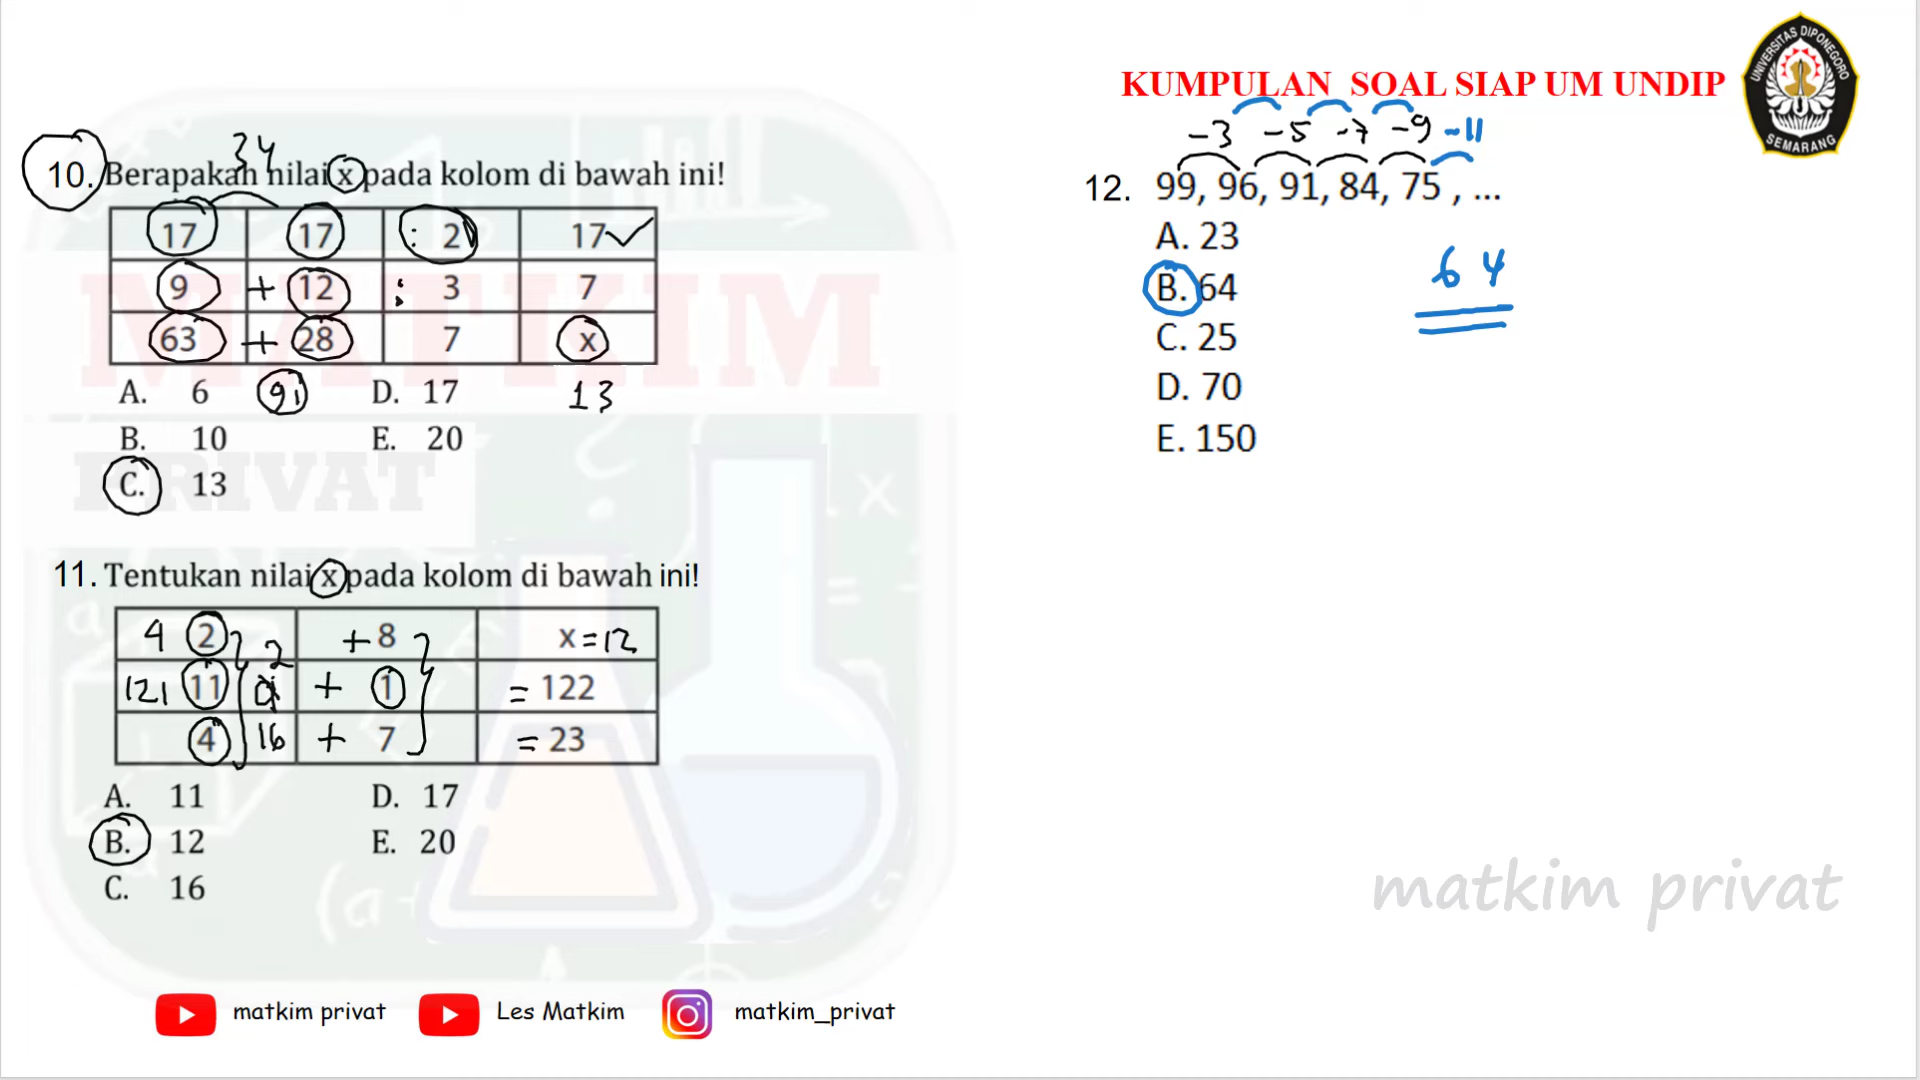 KUMPULAN SOAL SIAP UM UNDIP
UNIVERSITAS DIPONEGORO
SEMARANG
34
10. Berapakah nilai x pada kolom di bawah ini!
17 17 : 2 17
9 + 12 : 3 7
63 + 28 7 x
91 13
A. 6 D. 17
B. 10 E. 20
C. 13
MATKIM
PRIVAT
11. Tentukan nilai x pada kolom di bawah ini!
4 2 2 + 8 x = 12
121 11 + 1 = 122
4 16 + 7 = 23
A. 11 D. 17
B. 12 E. 20
C. 16
-3 -5 -7 -9 -11
12. 99, 96, 91, 84, 75 , ...
A. 23
B. 64
C. 25
D. 70
E. 150
64
matkim privat
matkim privat Les Matkim matkim_privat